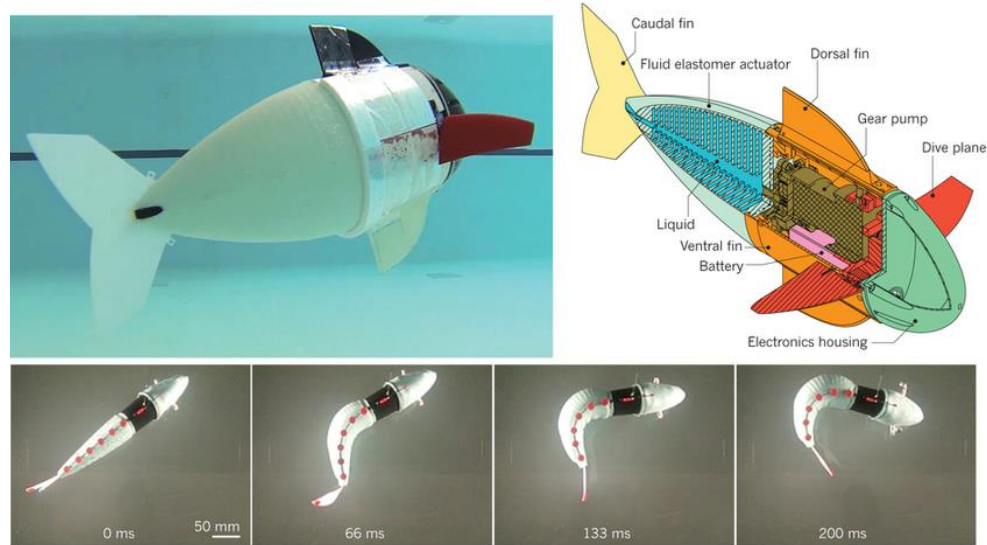 Caudal fin
Fluid elastomer actuator
Dorsal fin
Gear pump
Dive plane
Liquid
Ventral fin
Battery
Electronics housing
0 ms
50 mm
66 ms
133 ms
200 ms